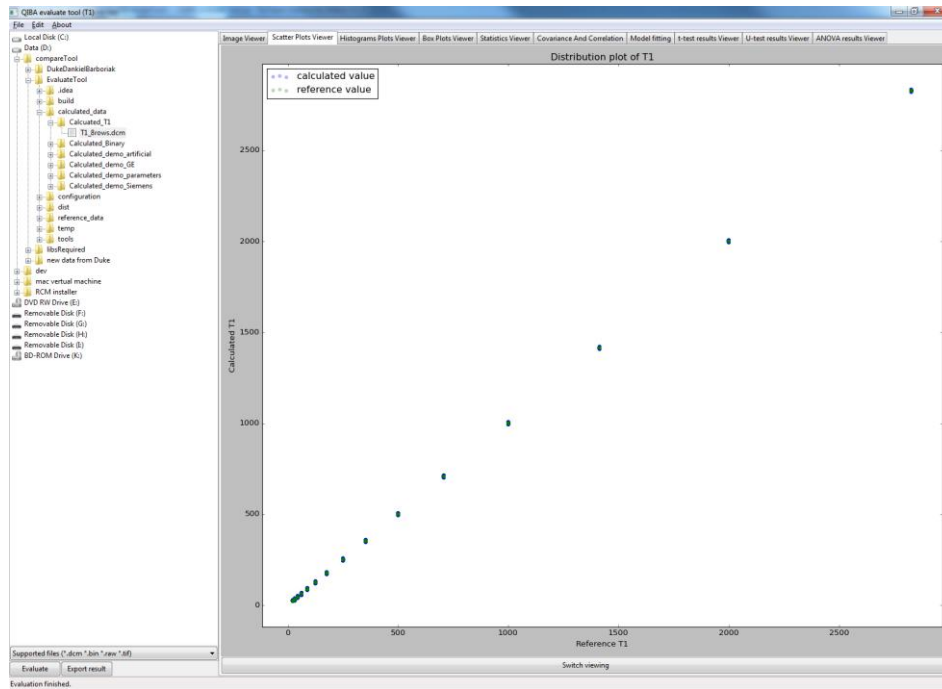 QIBA evaluate tool (T1)
File Edit About
Local Disk (C:)
Data (D:)
compareTool
DukeDankielBarboriak
EvaluateTool
.idea
build
calculated_data
Calcuated_T1
T1_Brows.dcm
Calculated_Binary
Calculated_demo_artificial
Calculated_demo_GE
Calculated_demo_parameters
Calculated_demo_Siemens
configuration
dist
reference_data
temp
tools
libsRequired
new data from Duke
dev
mac vertual machine
RCM installer
DVD RW Drive (E:)
Removable Disk (F:)
Removable Disk (G:)
Removable Disk (H:)
Removable Disk (I:)
BD-ROM Drive (K:)
Supported files (*.dcm *.bin *.raw *.tif)
Evaluate Export result
Evaluation finished.
Image Viewer Scatter Plots Viewer Histograms Plots Viewer Box Plots Viewer Statistics Viewer Covariance And Correlation Model fitting t-test results Viewer U-test results Viewer ANOVA results Viewer
Distribution plot of T1
calculated value
reference value
2500
2000
1500
1000
500
0
Calculated T1
0 500 1000 1500 2000 2500
Reference T1
Switch viewing